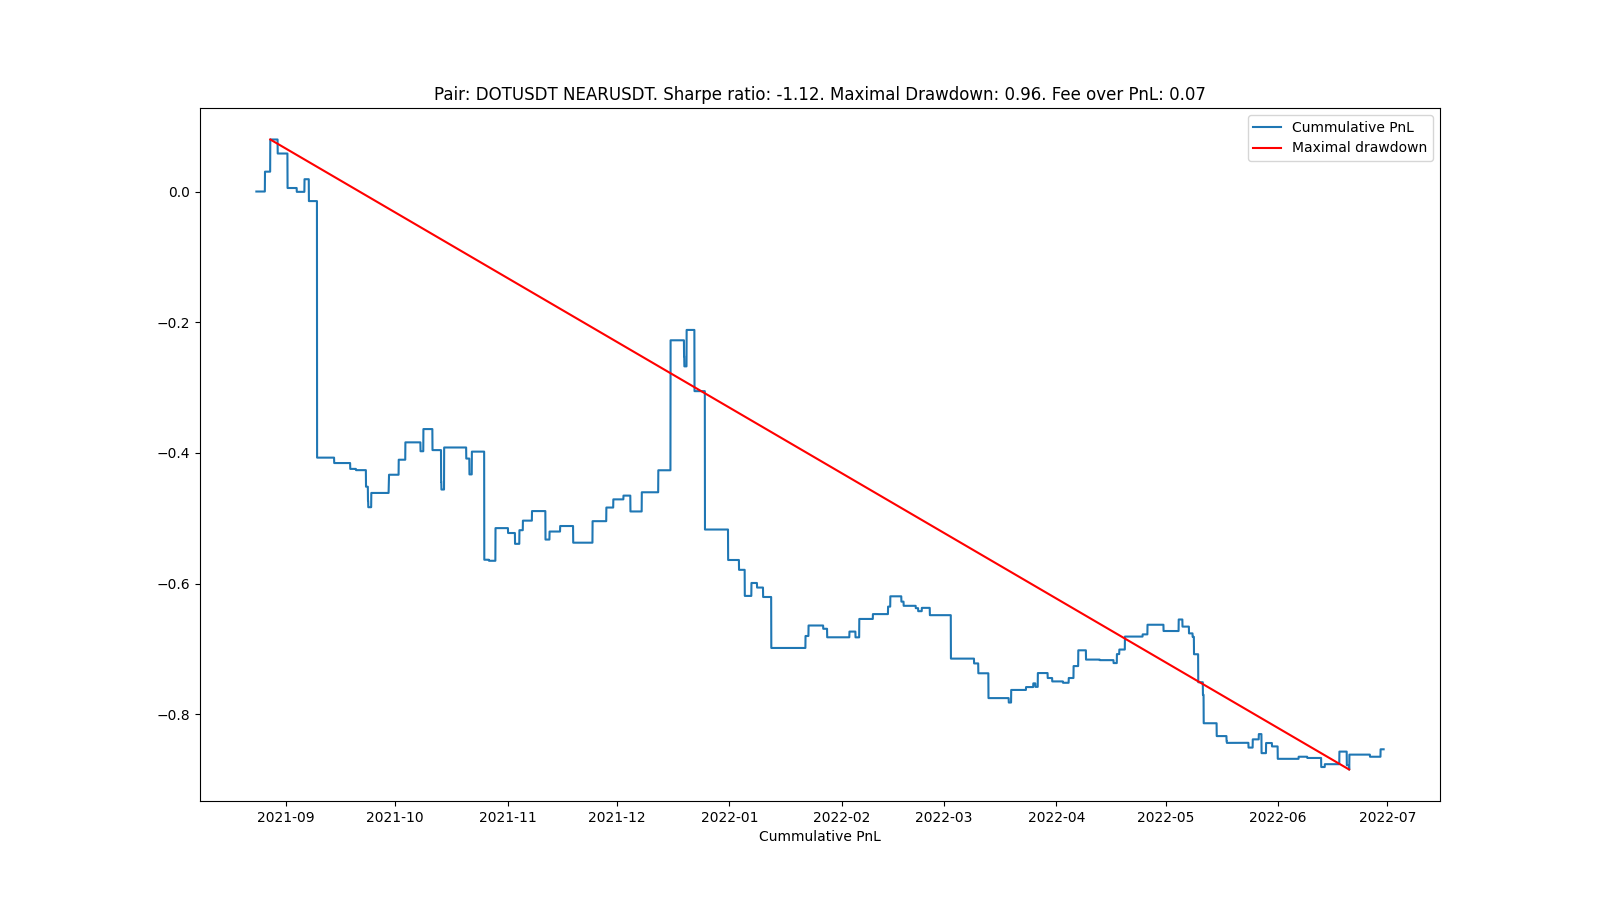 Pair: DOTUSDT NEARUSDT. Sharpe ratio: -1.12. Maximal Drawdown: 0.96. Fee over PnL: 0.07
Cummulative PnL
Maximal drawdown
0.0
−0.2
−0.4
−0.6
−0.8
2021-09 2021-10 2021-11 2021-12 2022-01 2022-02 2022-03 2022-04 2022-05 2022-06 2022-07
Cummulative PnL